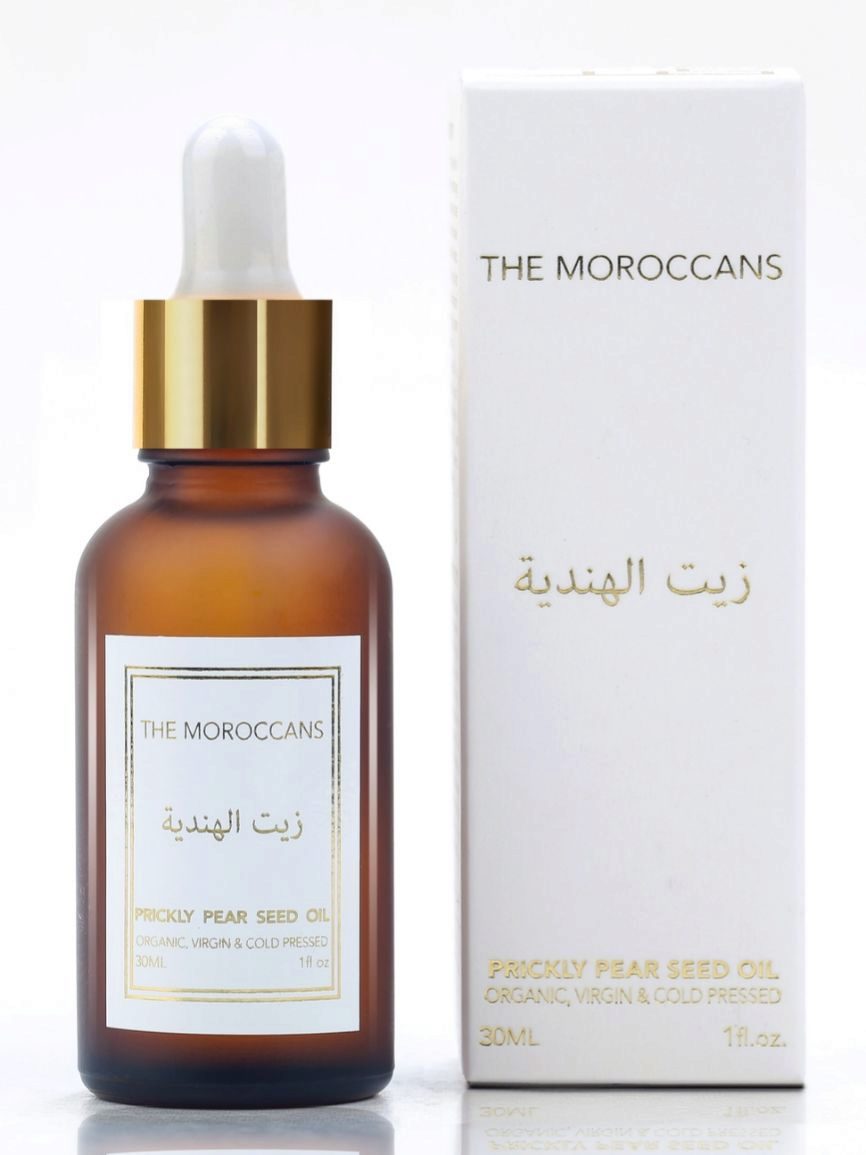 THE MOROCCANS
زيت الهندية
PRICKLY PEAR SEED OIL
ORGANIC, VIRGIN & COLD PRESSED
30ML 1fl oz
THE MOROCCANS
زيت الهندية
PRICKLY PEAR SEED OIL
ORGANIC, VIRGIN & COLD PRESSED
30ML 1fl.oz.